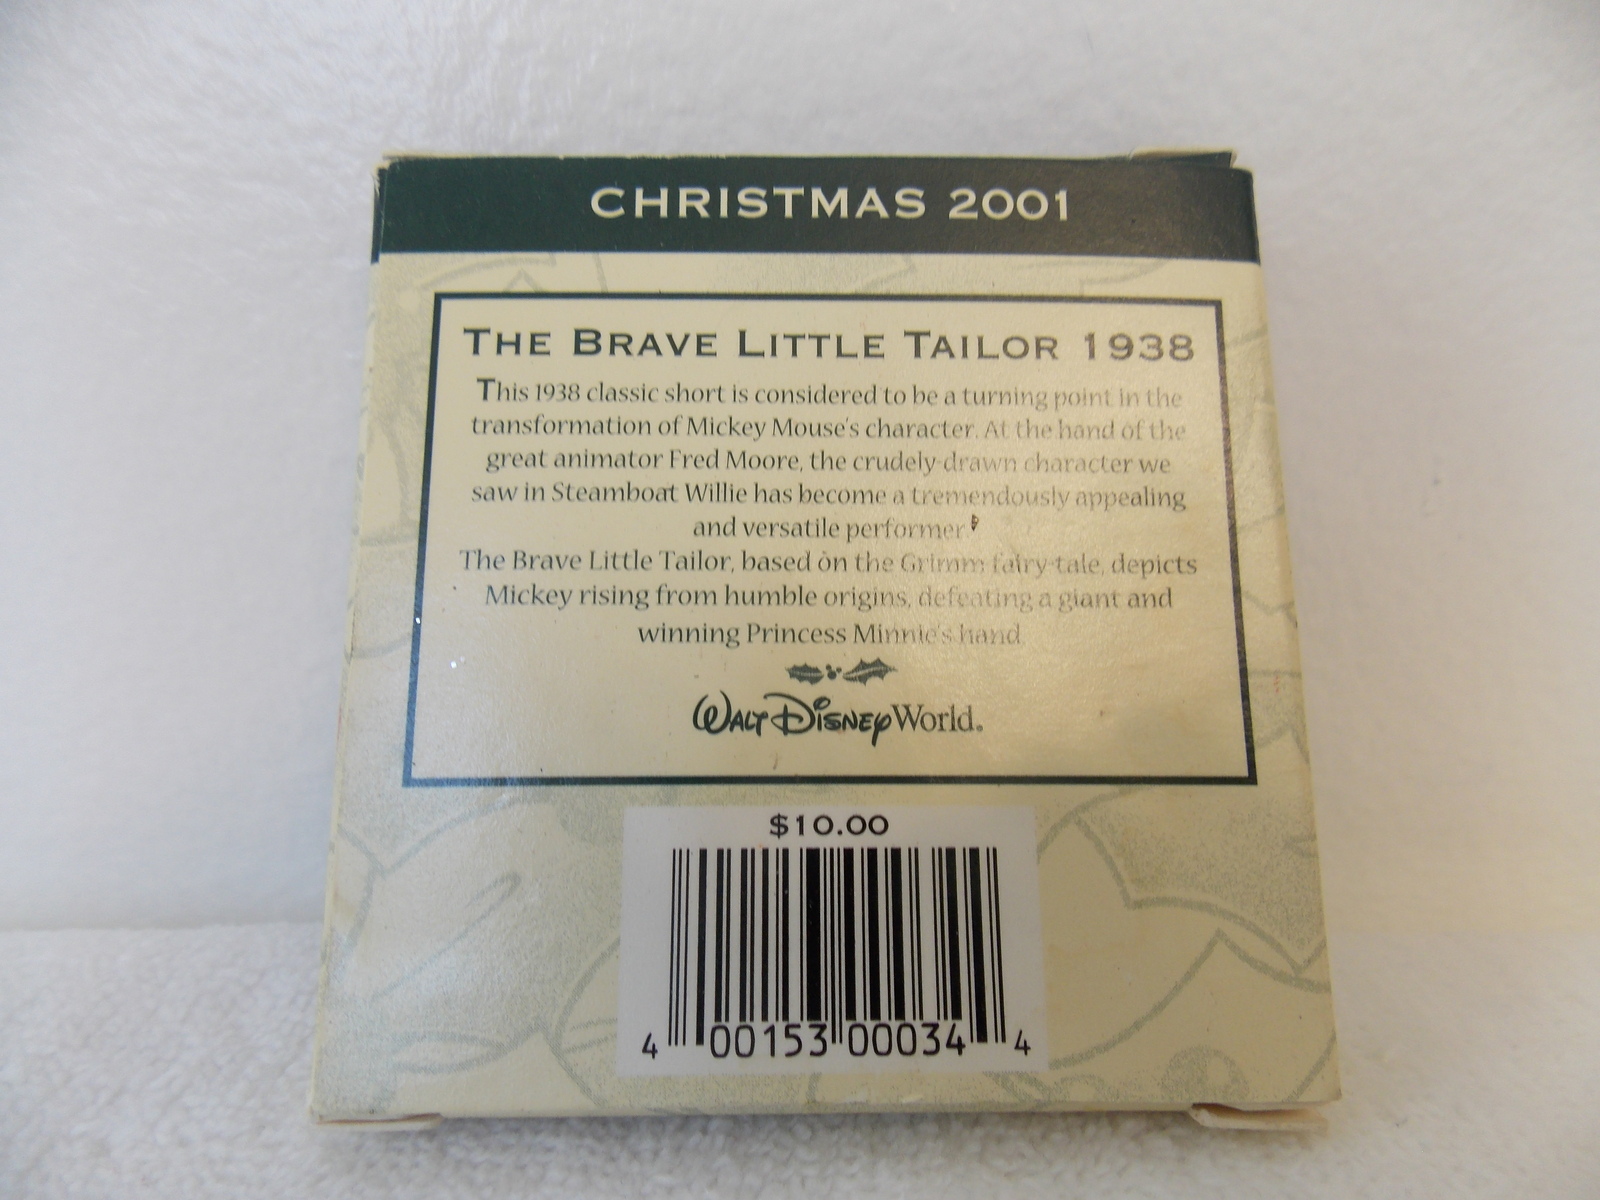 CHRISTMAS 2001
THE BRAVE LITTLE TAILOR 1938
This 1938 classic short is considered to be a turning point in the
transformation of Mickey Mouse's character. At the hand of the
great animator Fred Moore, the crudely-drawn character we
saw in Steamboat Willie has become a tremendously appealing
and versatile performer.
The Brave Little Tailor, based on the Grimm fairy-tale, depicts
Mickey rising from humble origins, defeating a giant and
winning Princess Minnie's hand.
WALT DISNEY World®
$10.00
4 00153 00034 4